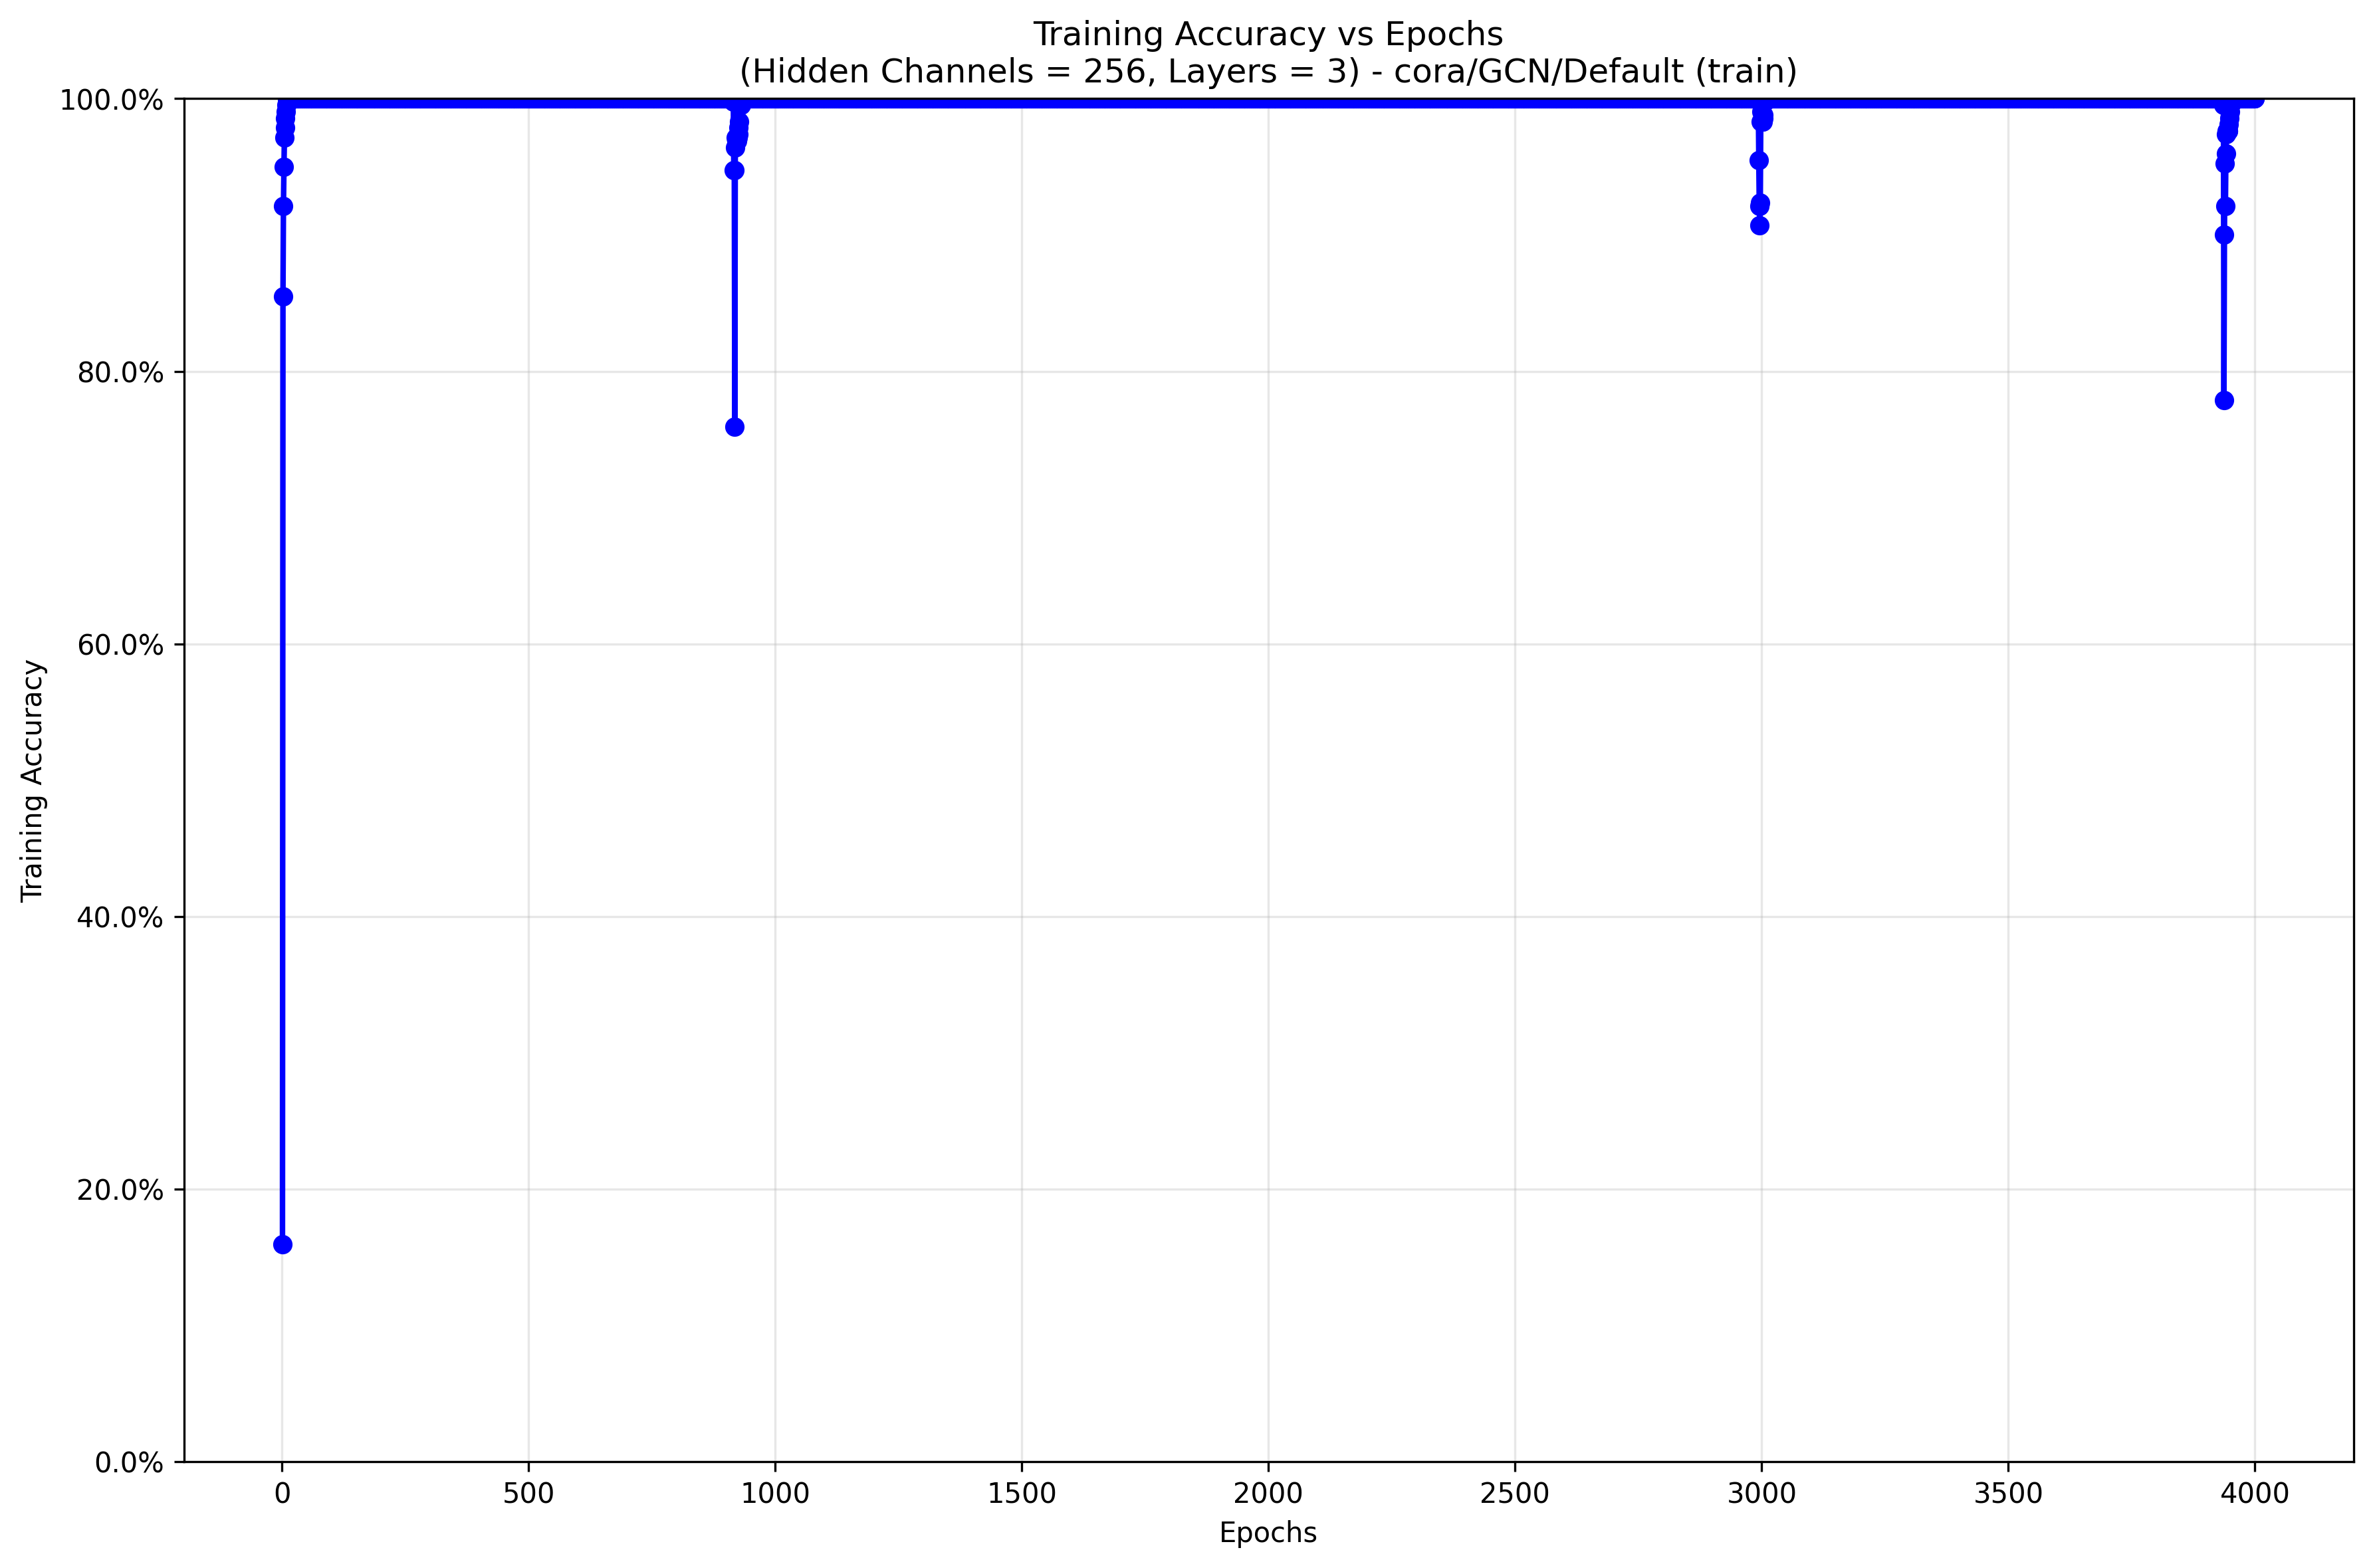 Training Accuracy vs Epochs
(Hidden Channels = 256, Layers = 3) - cora/GCN/Default (train)
100.0%
80.0%
60.0%
40.0%
20.0%
0.0%
Training Accuracy
0 500 1000 1500 2000 2500 3000 3500 4000
Epochs